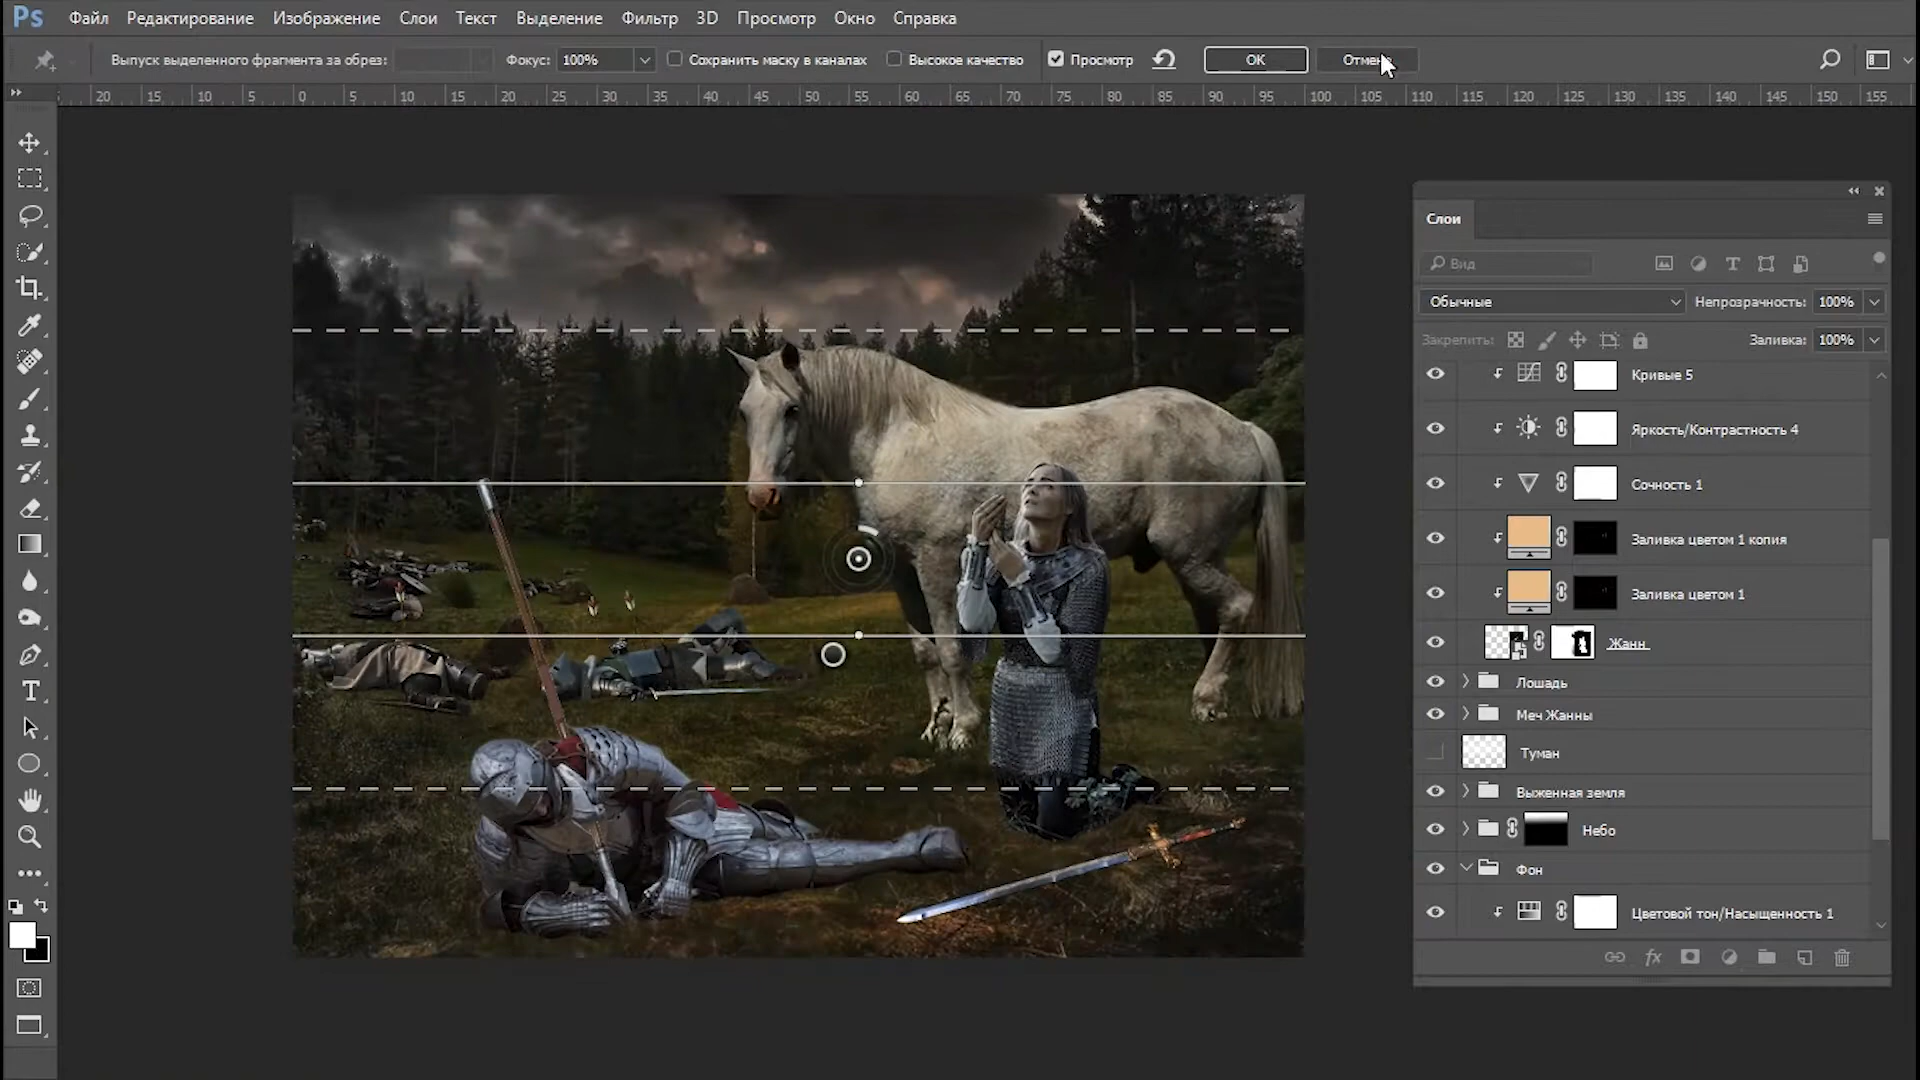 Ps Файл Редактирование Изображение Слои Текст Выделение Фильтр 3D Просмотр Окно Справка
Выпуск выделенного фрагмента за обрез: Фокус: 100% Сохранить маску в каналах Высокое качество Просмотр ОК Отмена
20 15 10 5 0 5 10 15 20 25 30 35 40 45 50 55 60 65 70 75 80 85 90 95 100 105 110 115 120 125 130 135 140 145 150 155
Слои
Вид
Обычные Непрозрачность: 100%
Закрепить: Заливка: 100%
Кривые 5
Яркость/Контрастность 4
Сочность 1
Заливка цветом 1 копия
Заливка цветом 1
Жанн
Лошадь
Меч Жанны
Туман
Выженная земля
Небо
Фон
Цветовой тон/Насыщенность 1
fx